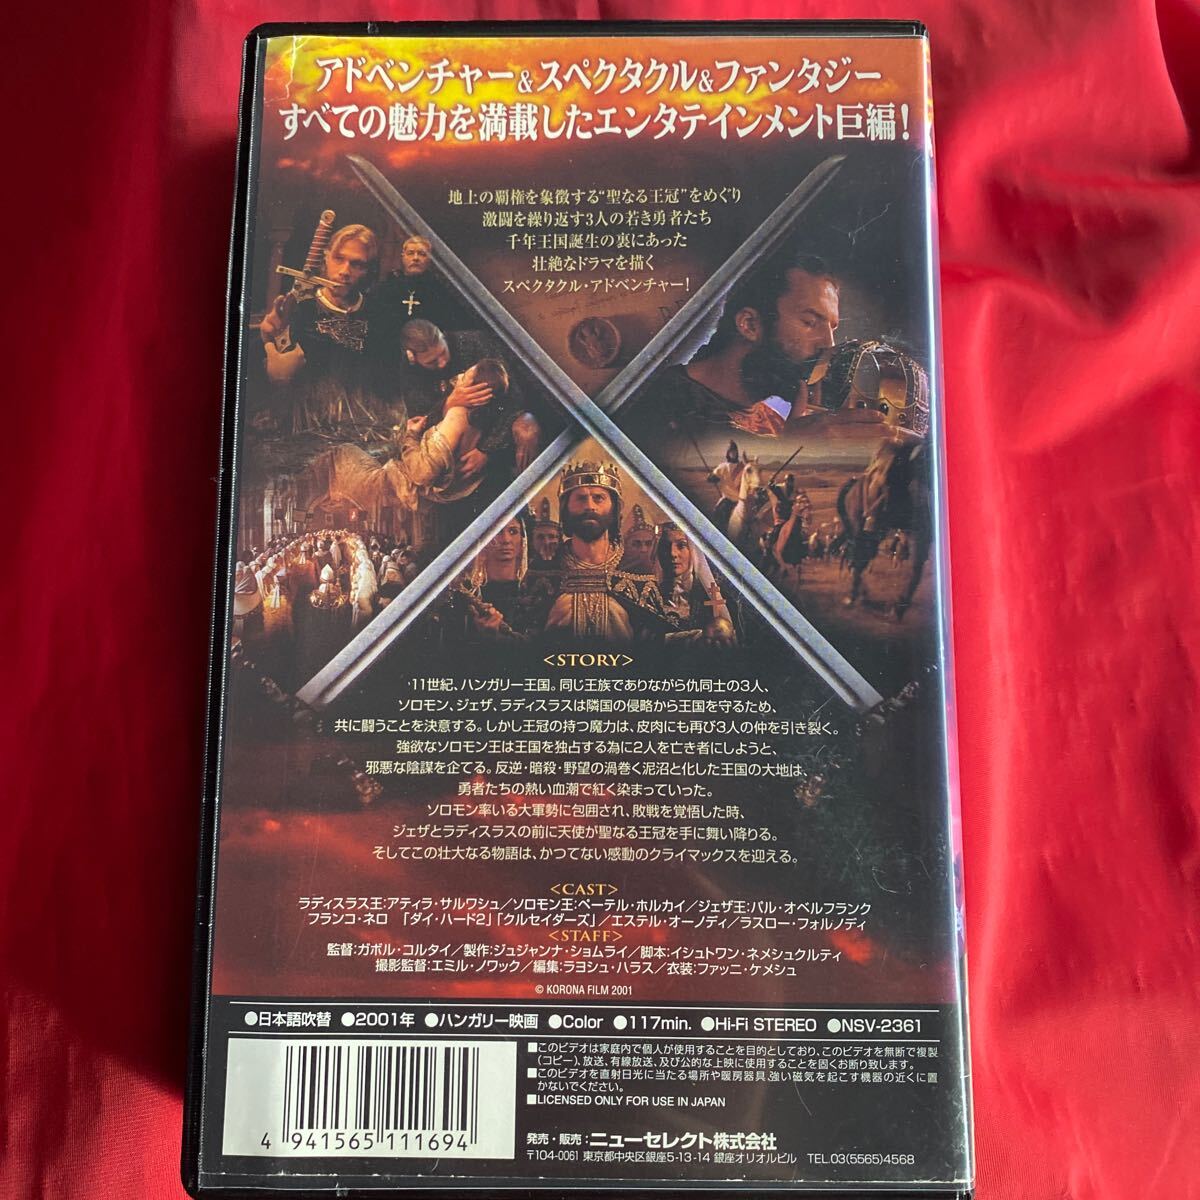 アドベンチャー&スペクタクル&ファンタジー
すべての魅力を満載したエンタテインメント巨編!
地上の覇権を象徴する“聖なる王冠”をめぐり
激闘を繰り返す3人の若き勇者たち
千年王国誕生の裏にあった
壮絶なドラマを描く
スペクタクル・アドベンチャー!
<STORY>
11世紀、ハンガリー王国。同じ王族でありながら仇同士の3人、
ソロモン、ジェザ、ラディスラスは隣国の侵略から王国を守るため、
共に闘うことを決意する。しかし王冠の持つ魔力は、皮肉にも再び3人の仲を引き裂く。
強欲なソロモン王は王国を独占する為に2人を亡き者にしようと、
邪悪な陰謀を企てる。反逆・暗殺・野望の渦巻く泥沼と化した王国の大地は、
勇者たちの熱い血潮で紅く染まっていった。
ソロモン率いる大軍勢に包囲され、敗戦を覚悟した時、
ジェザとラディスラスの前に天使が聖なる王冠を手に舞い降りる。
そしてこの壮大なる物語は、かつてない感動のクライマックスを迎える。
<CAST>
ラディスラス王:アティラ・サルワシュ/ソロモン王:ペーテル・ホルカイ/ジェザ王:パル・オベルフランク
フランコ・ネロ 「ダイ・ハード2」「クルセイダーズ」/エステル・オーノディ/ラスロー・フォルノディ
<STAFF>
監督:ガボル・コルタイ/製作:ジュジャンナ・ショムライ/脚本:イシュトワン・ネメシュクルティ
撮影監督:エミル・ノワック/編集:ラヨシュ・ハラス/衣装:ファッニ・ケメシュ
© KORONA FILM 2001
●日本語吹替 ●2001年 ●ハンガリー映画 ●Color ●117min. ●Hi-Fi STEREO ●NSV-2361
■このビデオは家庭内で個人が使用することを目的としており、このビデオを無断で複製
(コピー)、放送、有線放送、及び公的な上映に使用することを固くお断り致します。
■このビデオを直射日光に当たる場所や暖房器具、強い磁気を起こす機器の近くに置
かないでください。
■LICENSED ONLY FOR USE IN JAPAN
4 941565 111694
発売・販売:ニューセレクト株式会社
〒104-0061 東京都中央区銀座5-13-14 銀座オリオルビル TEL.03(5565)4568